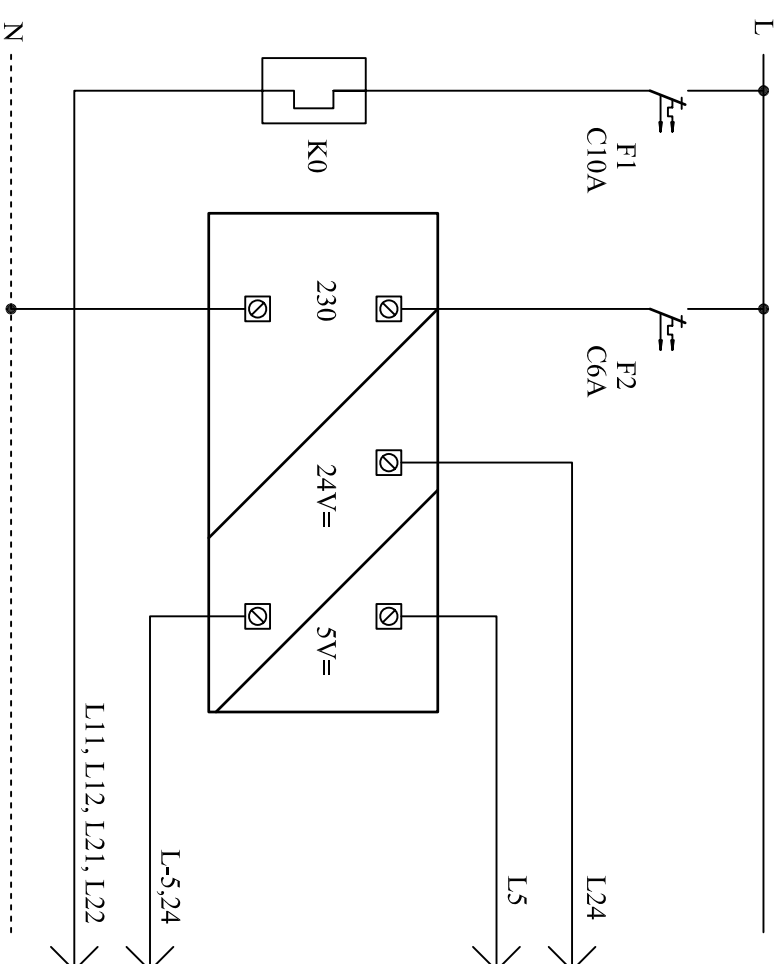 L
F1
C10A
F2
C6A
K0
230
24V=
5V=
L24
L5
L-5,24
L11, L12, L21, L22
N